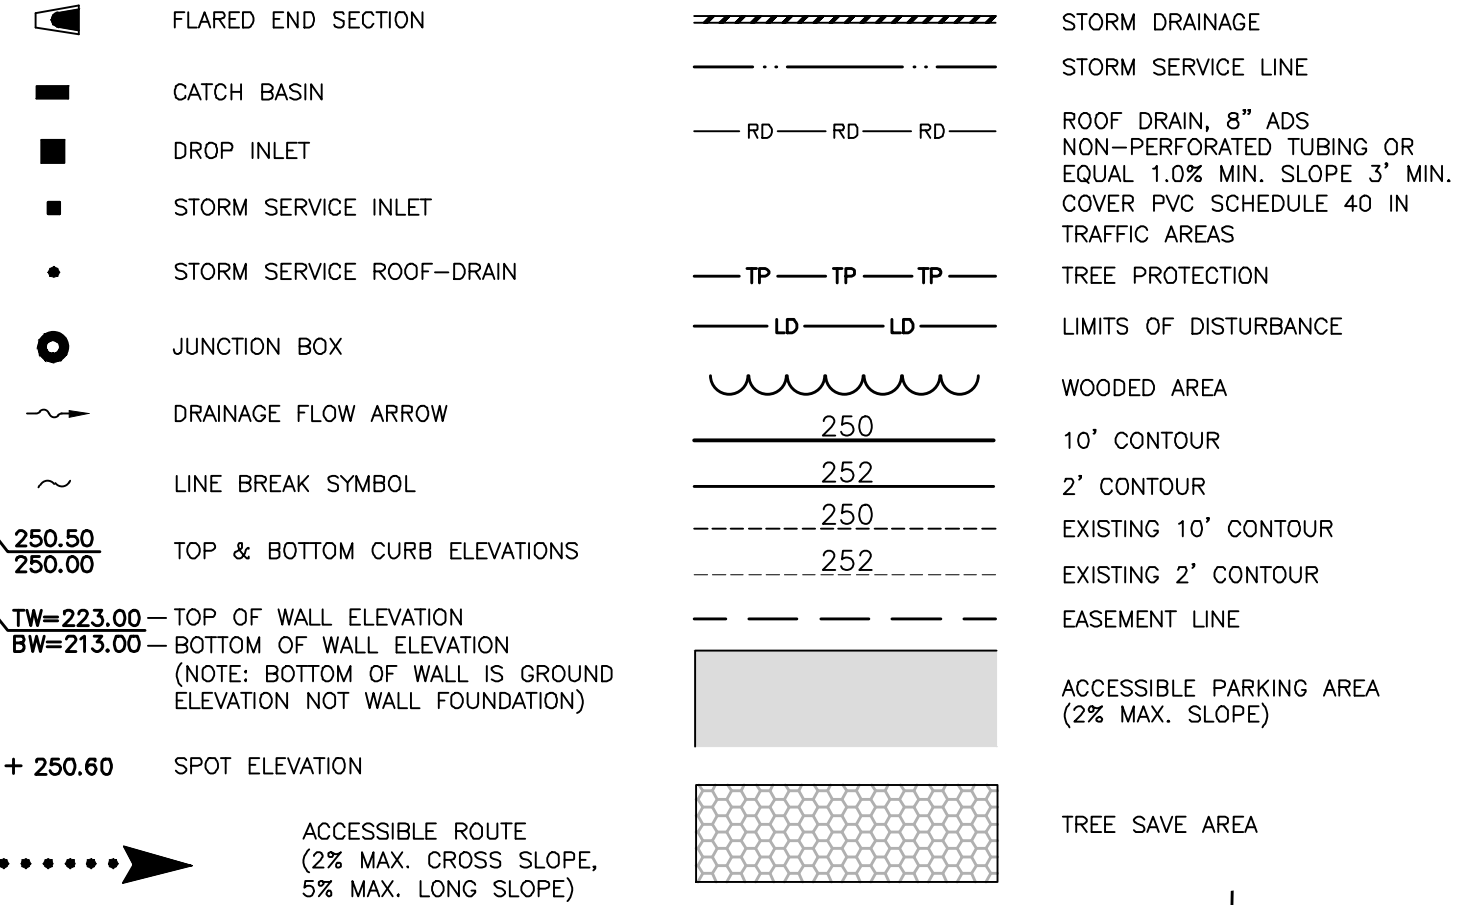 FLARED END SECTION
CATCH BASIN
DROP INLET
STORM SERVICE INLET
STORM SERVICE ROOF-DRAIN
JUNCTION BOX
DRAINAGE FLOW ARROW
LINE BREAK SYMBOL
250.50
250.00
TOP & BOTTOM CURB ELEVATIONS
TW=223.00 — TOP OF WALL ELEVATION
BW=213.00 — BOTTOM OF WALL ELEVATION
(NOTE: BOTTOM OF WALL IS GROUND
ELEVATION NOT WALL FOUNDATION)
+ 250.60 SPOT ELEVATION
ACCESSIBLE ROUTE
(2% MAX. CROSS SLOPE,
5% MAX. LONG SLOPE)
STORM DRAINAGE
STORM SERVICE LINE
RD RD RD
ROOF DRAIN, 8" ADS
NON-PERFORATED TUBING OR
EQUAL 1.0% MIN. SLOPE 3' MIN.
COVER PVC SCHEDULE 40 IN
TRAFFIC AREAS
TP TP TP TREE PROTECTION
LD LD LIMITS OF DISTURBANCE
WOODED AREA
250
10' CONTOUR
252
2' CONTOUR
250
EXISTING 10' CONTOUR
252
EXISTING 2' CONTOUR
EASEMENT LINE
ACCESSIBLE PARKING AREA
(2% MAX. SLOPE)
TREE SAVE AREA